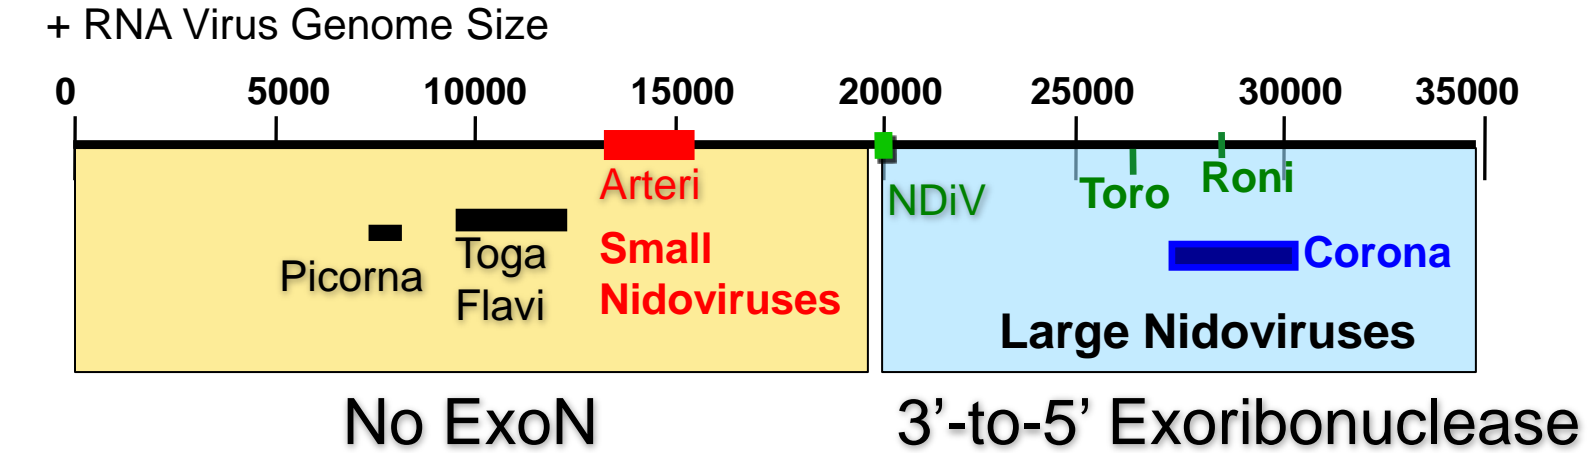 + RNA Virus Genome Size
0 5000 10000 15000 20000 25000 30000 35000
Arteri
NDiV
Toro
Roni
Picorna
Toga
Flavi
Small
Nidoviruses
Corona
Large Nidoviruses
No ExoN
3’-to-5’ Exoribonuclease